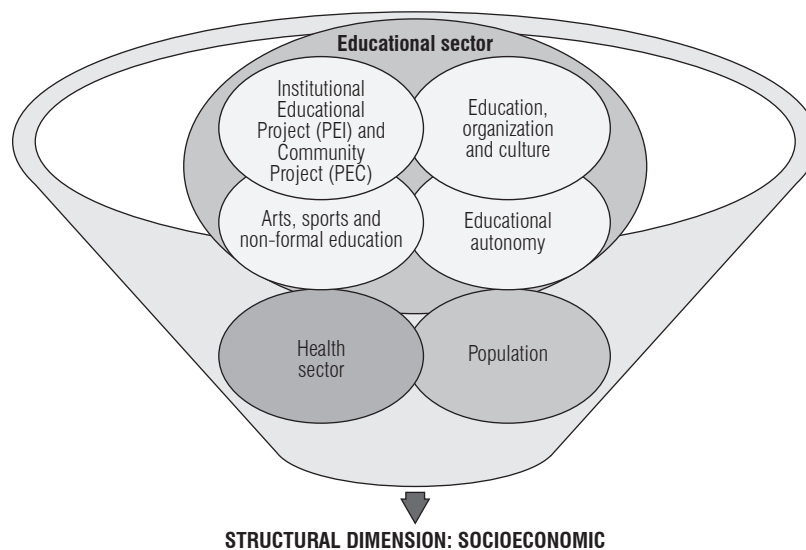 Educational sector
Institutional
Educational
Project (PEI) and
Community
Project (PEC)
Education,
organization
and culture
Arts, sports and
non-formal education
Educational
autonomy
Health
sector
Population
STRUCTURAL DIMENSION: SOCIOECONOMIC